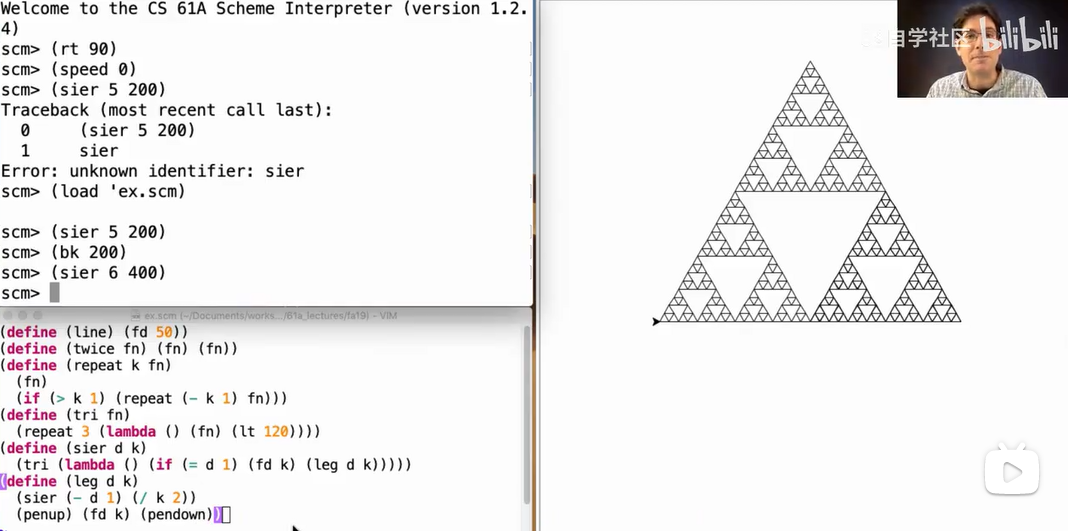 Welcome to the CS 61A Scheme Interpreter (version 1.2.
4)
scm> (rt 90)
scm> (speed 0)
scm> (sier 5 200)
Traceback (most recent call last):
0 (sier 5 200)
1 sier
Error: unknown identifier: sier
scm> (load 'ex.scm)
(sier 5 200)
scm> (bk 200)
scm> (sier 6 400)
scm>
ex.scm (~/Documents/works.../61a_lectures/fa19) - VIM
(define (line) (fd 50))
(define (twice fn) (fn) (fn))
(define (repeat k fn)
(fn)
(if (> k 1) (repeat (- k 1) fn)))
(define (tri fn)
(repeat 3 (lambda () (fn) (lt 120))))
(define (sier d k)
(tri (lambda () (if (= d 1) (fd k) (leg d k)))))
(define (leg d k)
(sier (- d 1) (/ k 2))
(penup) (fd k) (pendown))
自学社区 bilibili